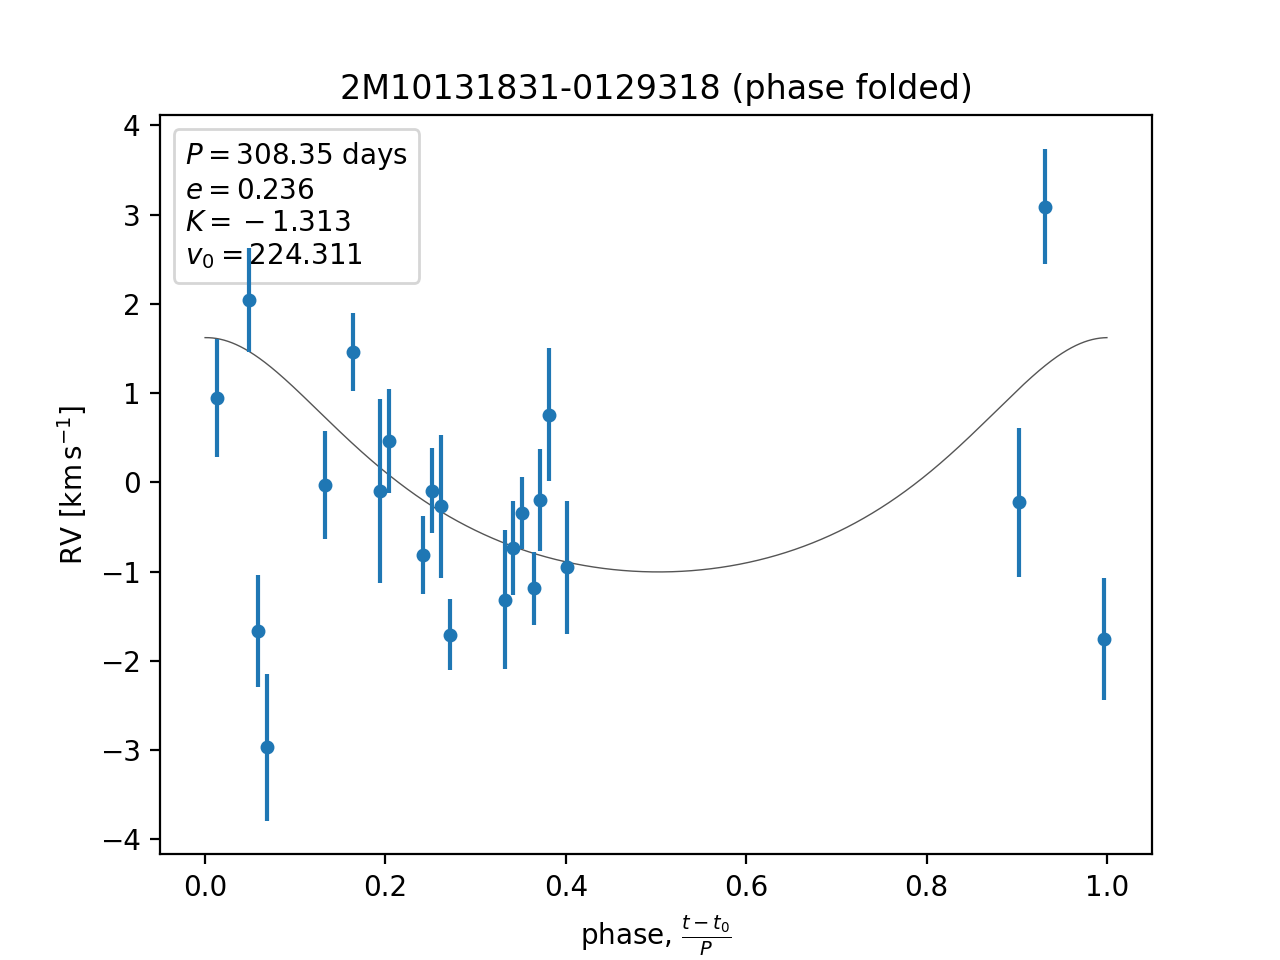 2M10131831-0129318 (phase folded)
P = 308.35 days
e = 0.236
K = −1.313
v₀ = 224.311
4
3
2
1
0
−1
−2
−3
−4
RV [km s⁻¹]
0.0 0.2 0.4 0.6 0.8 1.0
phase, (t − t₀)/P